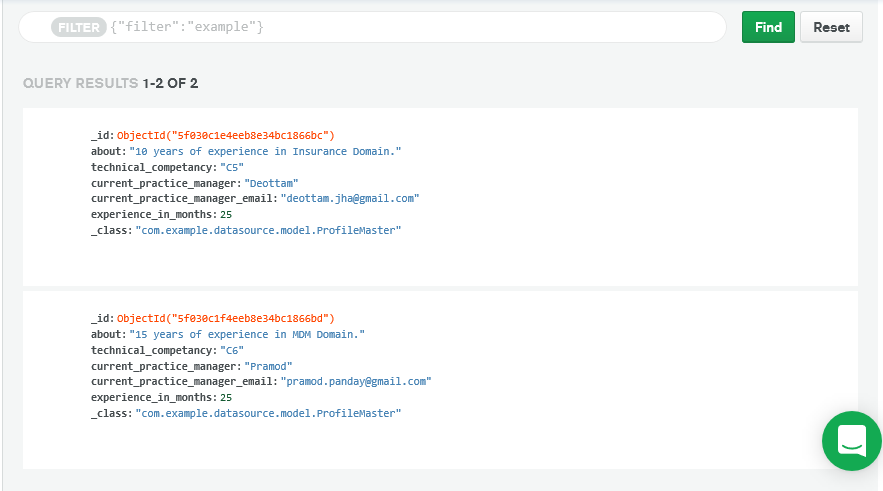 FILTER {"filter":"example"} Find Reset
QUERY RESULTS 1-2 OF 2
_id: ObjectId("5f030c1e4eeb8e34bc1866bc")
about: "10 years of experience in Insurance Domain."
technical_competancy: "C5"
current_practice_manager: "Deottam"
current_practice_manager_email: "deottam.jha@gmail.com"
experience_in_months: 25
_class: "com.example.datasource.model.ProfileMaster"
_id: ObjectId("5f030c1f4eeb8e34bc1866bd")
about: "15 years of experience in MDM Domain."
technical_competancy: "C6"
current_practice_manager: "Pramod"
current_practice_manager_email: "pramod.panday@gmail.com"
experience_in_months: 25
_class: "com.example.datasource.model.ProfileMaster"